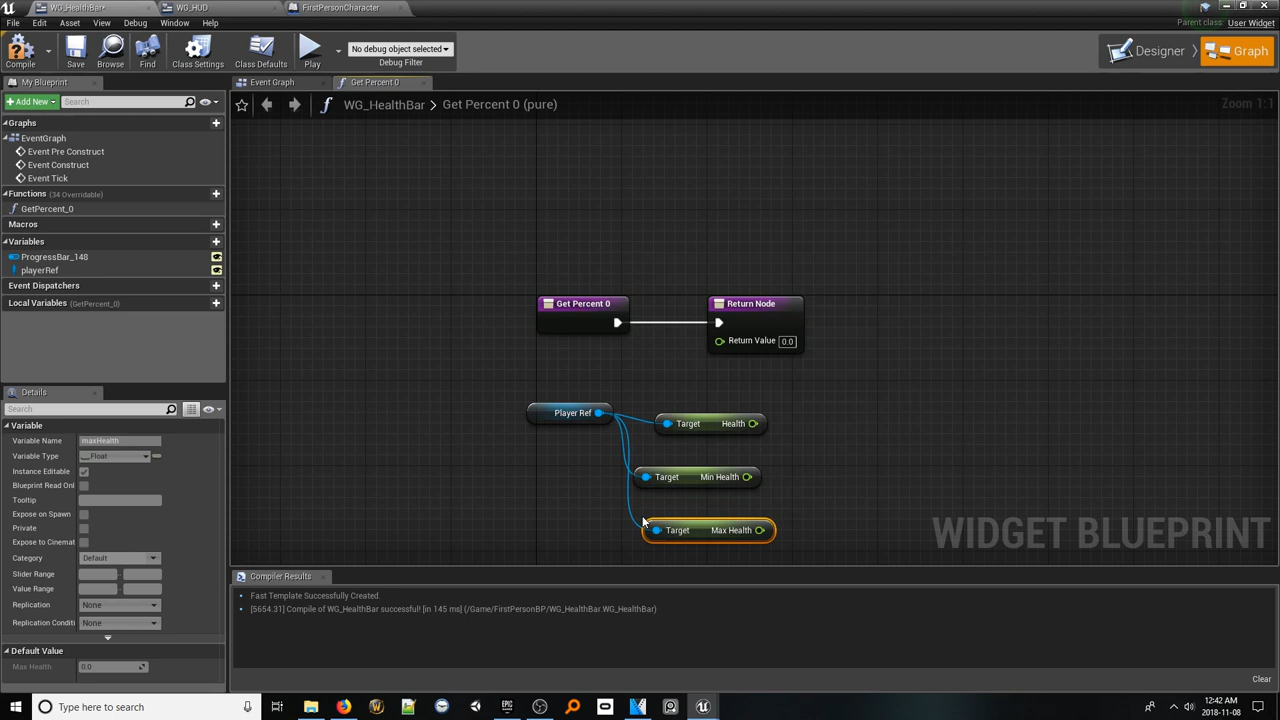 WG_HealthBar*
WG_HUD
FirstPersonCharacter
File Edit Asset View Debug Window Help
Parent class: User Widget
Compile
Save
Browse
Find
Class Settings
Class Defaults
Play
No debug object selected
Debug Filter
Designer
Graph
My Blueprint
Event Graph
Get Percent 0
Add New
Search
WG_HealthBar > Get Percent 0 (pure)
Zoom 1:1
Graphs
EventGraph
Event Pre Construct
Event Construct
Event Tick
Functions (34 Overridable)
GetPercent_0
Macros
Variables
ProgressBar_148
playerRef
Event Dispatchers
Local Variables (GetPercent_0)
Get Percent 0
Return Node
Return Value 0.0
Player Ref
Target Health
Target Min Health
Target Max Health
WIDGET BLUEPRINT
Details
Search
Variable
Variable Name maxHealth
Variable Type Float
Instance Editable
Blueprint Read Onl
Tooltip
Expose on Spawn
Private
Expose to Cinemat
Category Default
Slider Range
Value Range
Replication None
Replication Conditi None
Default Value
Max Health 0.0
Compiler Results
Fast Template Successfully Created.
[5654.31] Compile of WG_HealthBar successful! [in 145 ms] (/Game/FirstPersonBP/WG_HealthBar.WG_HealthBar)
Clear
Type here to search
12:42 AM
2018-11-08